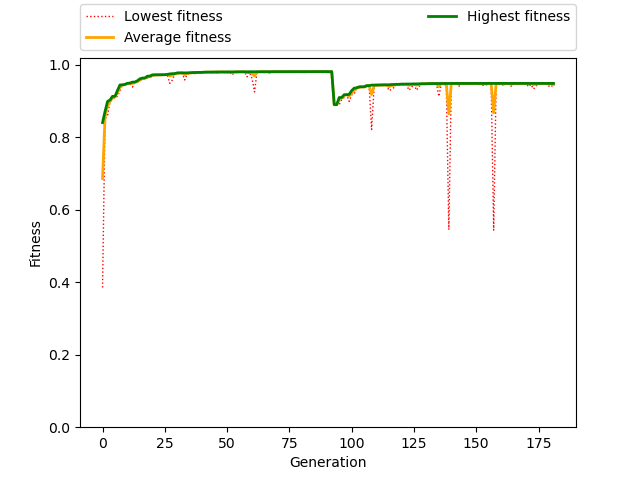 Lowest fitness
Average fitness
Highest fitness
1.0
0.8
0.6
0.4
0.2
0.0
Fitness
0 25 50 75 100 125 150 175
Generation